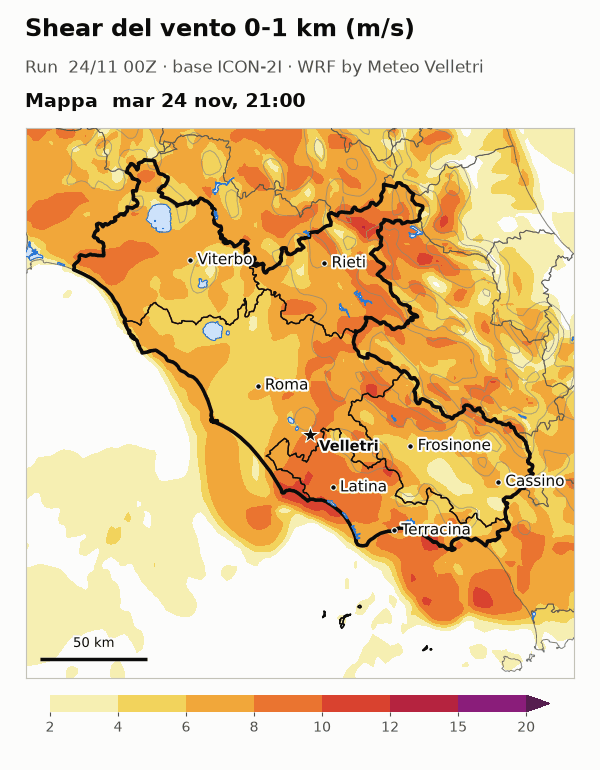 Shear del vento 0-1 km (m/s)
Run  24/11 00Z · base ICON-2I · WRF by Meteo Velletri
Mappa  mar 24 nov, 21:00
Viterbo
Rieti
Roma
Velletri
Frosinone
Latina
Cassino
Terracina
50 km
2 4 6 8 10 12 15 20